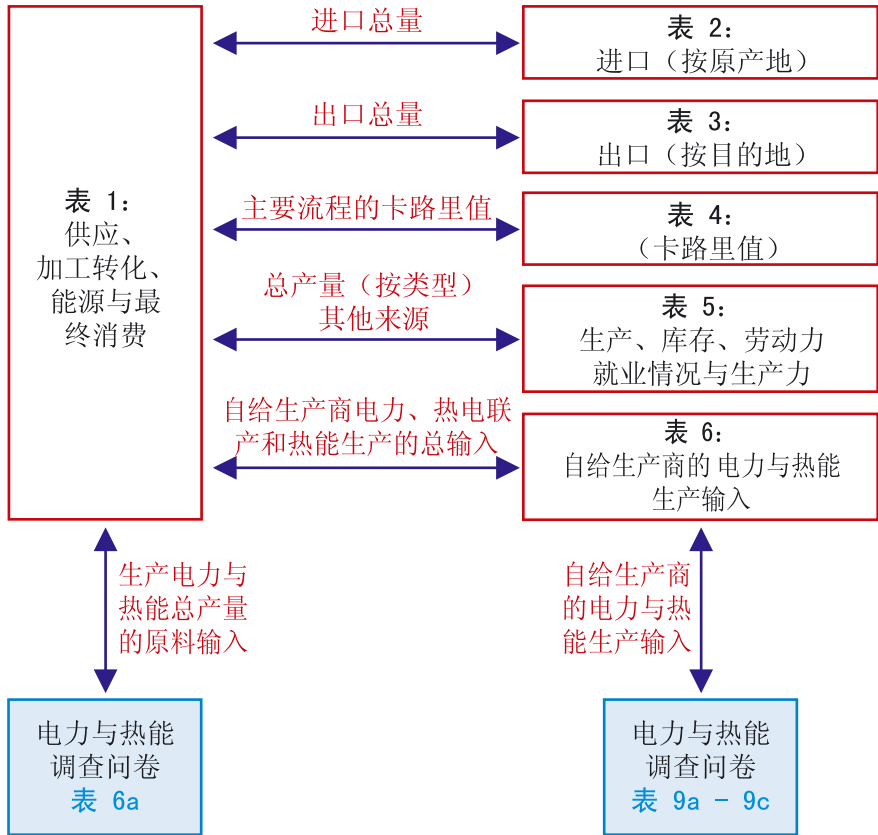 表 1：
供应、
加工转化、
能源与最
终消费
进口总量
表 2：
进口（按原产地）
出口总量
表 3：
出口（按目的地）
主要流程的卡路里值
表 4：
（卡路里值）
总产量（按类型）
其他来源
表 5：
生产、库存、劳动力
就业情况与生产力
自给生产商电力、热电联
产和热能生产的总输入
表 6：
自给生产商的 电力与热能
生产输入
生产电力与
热能总产量
的原料输入
自给生产商
的电力与热
能生产输入
电力与热能
调查问卷
表 6a
电力与热能
调查问卷
表 9a - 9c